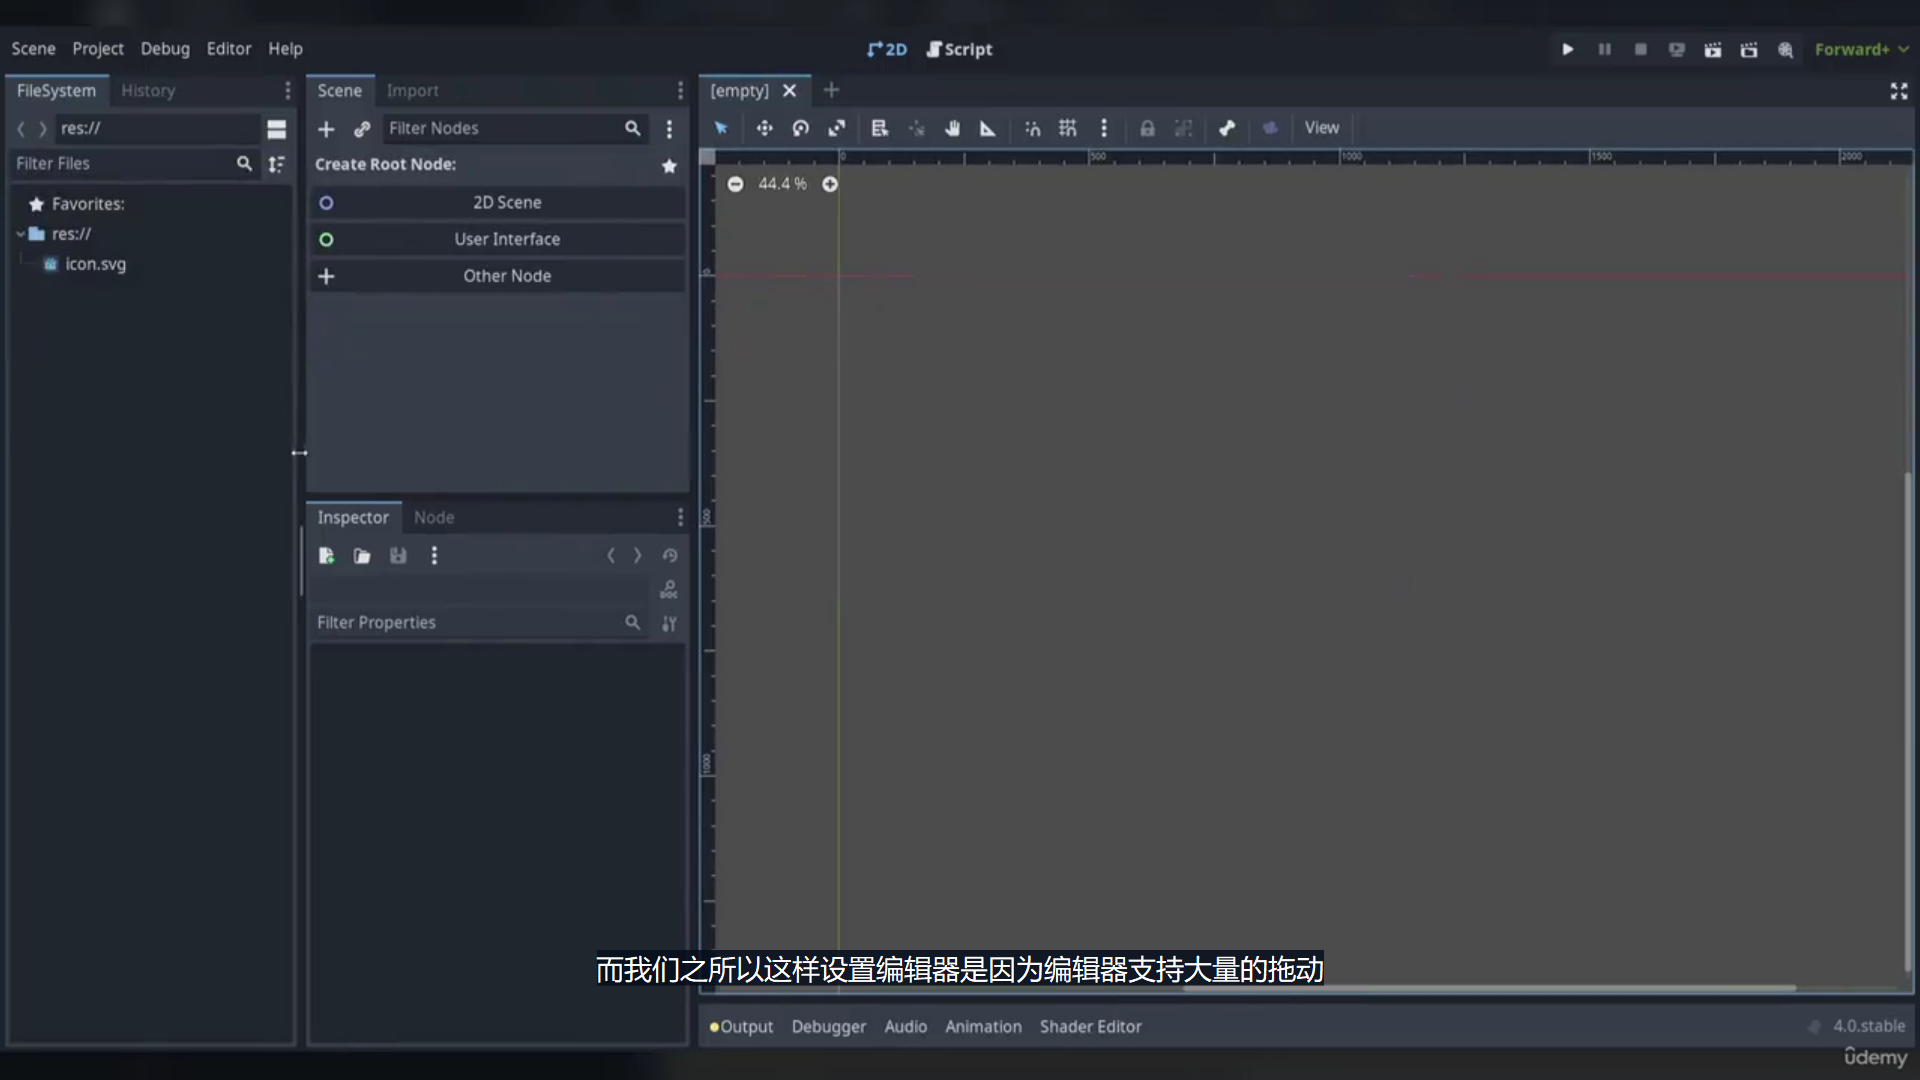 Scene Project Debug Editor Help
2D Script
Forward+
FileSystem History
res://
Filter Files
Favorites:
res://
icon.svg
Scene Import
Filter Nodes
Create Root Node:
2D Scene
User Interface
Other Node
Inspector Node
Filter Properties
[empty]
View
0 500 1000 1500 2000
44.4 %
0
500
1000
而我们之所以这样设置编辑器是因为编辑器支持大量的拖动
Output Debugger Audio Animation Shader Editor
4.0.stable
ûdemy